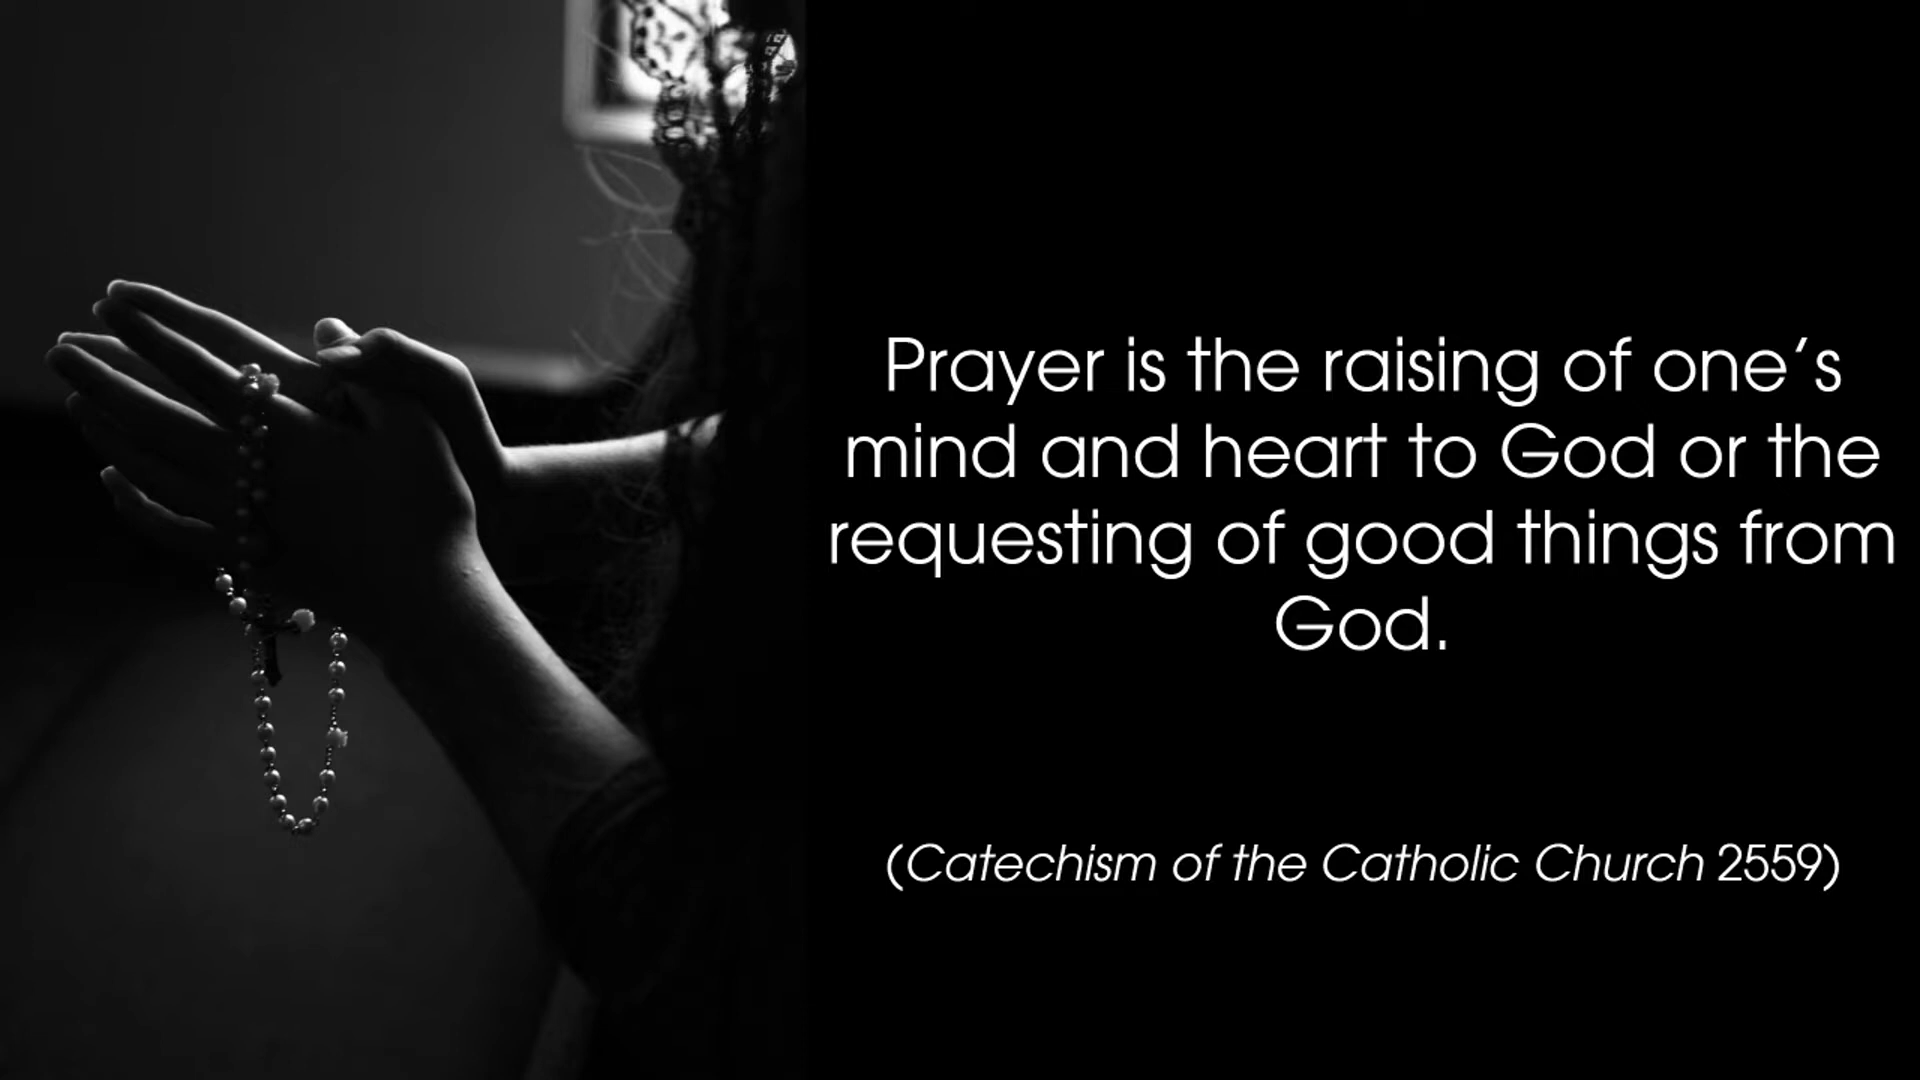 Prayer is the raising of one‘s
mind and heart to God or the
requesting of good things from
God.
(Catechism of the Catholic Church 2559)